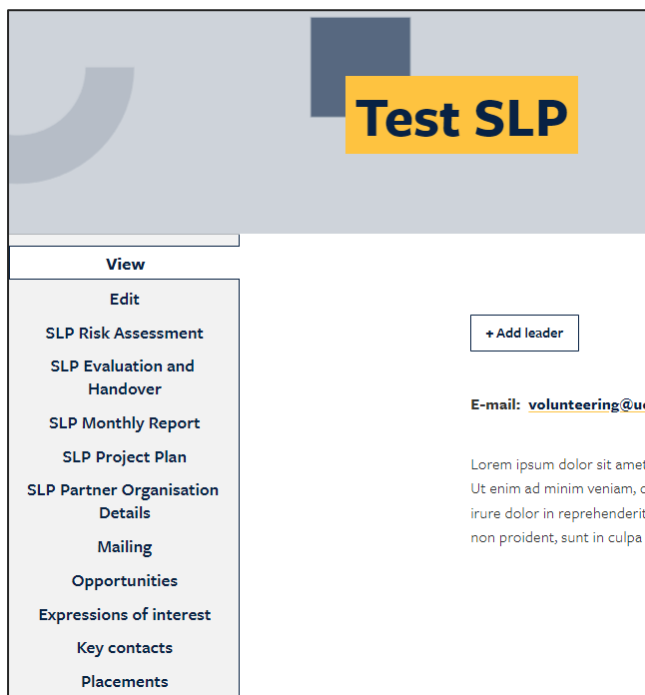 Test SLP
View
Edit
SLP Risk Assessment
SLP Evaluation and
Handover
SLP Monthly Report
SLP Project Plan
SLP Partner Organisation
Details
Mailing
Opportunities
Expressions of interest
Key contacts
Placements
+ Add leader
E-mail: volunteering@u
Lorem ipsum dolor sit amet
Ut enim ad minim veniam,
irure dolor in reprehenderit
non proident, sunt in culpa